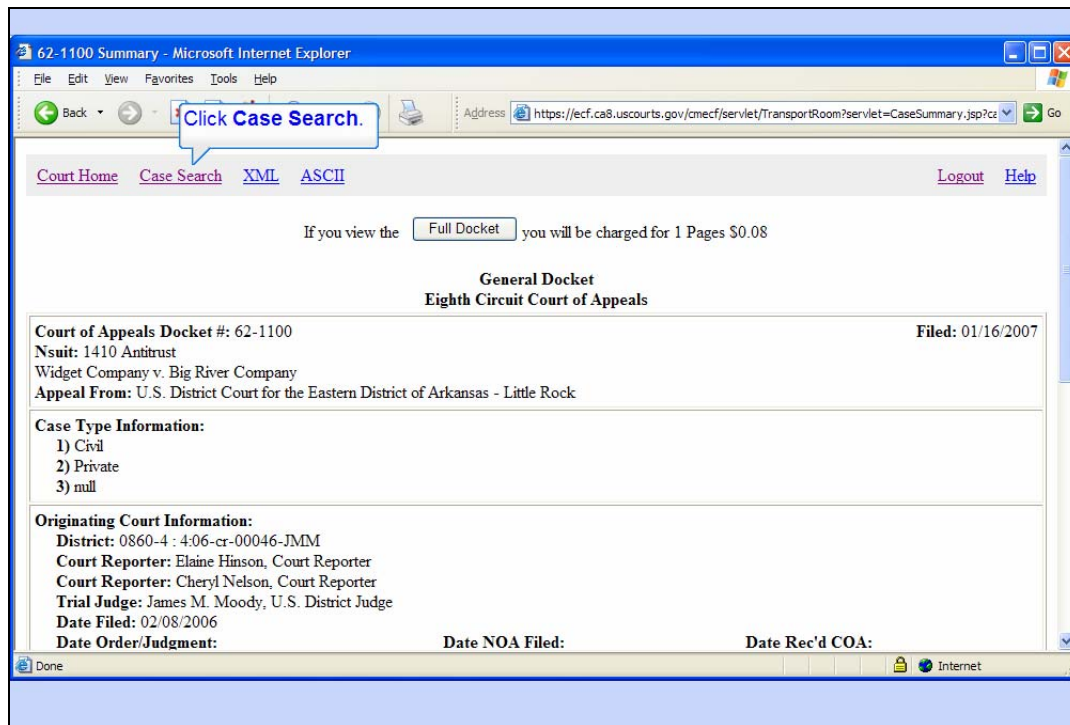 62-1100 Summary - Microsoft Internet Explorer
File Edit View Favorites Tools Help
Back Address https://ecf.ca8.uscourts.gov/cmecf/servlet/TransportRoom?servlet=CaseSummary.jsp?ca Go
Click Case Search.
Court Home Case Search XML ASCII Logout Help
If you view the Full Docket you will be charged for 1 Pages $0.08
General Docket
Eighth Circuit Court of Appeals
Court of Appeals Docket #: 62-1100 Filed: 01/16/2007
Nsuit: 1410 Antitrust
Widget Company v. Big River Company
Appeal From: U.S. District Court for the Eastern District of Arkansas - Little Rock
Case Type Information:
1) Civil
2) Private
3) null
Originating Court Information:
District: 0860-4 : 4:06-cr-00046-JMM
Court Reporter: Elaine Hinson, Court Reporter
Court Reporter: Cheryl Nelson, Court Reporter
Trial Judge: James M. Moody, U.S. District Judge
Date Filed: 02/08/2006
Date Order/Judgment: Date NOA Filed: Date Rec'd COA:
Done Internet